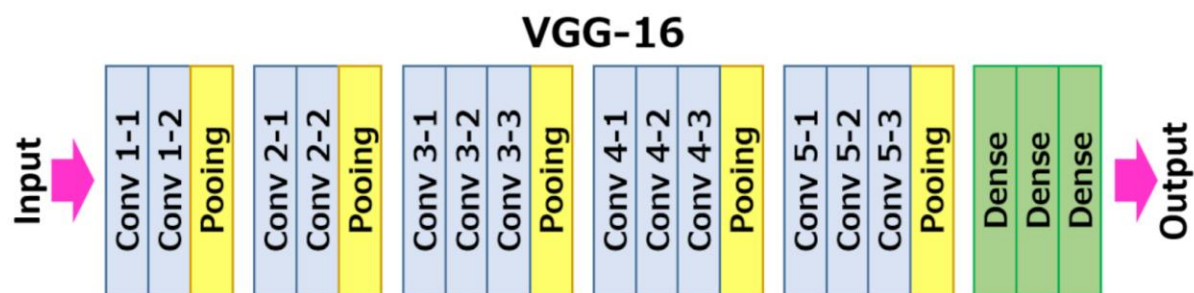 VGG-16
Input
Conv 1-1
Conv 1-2
Pooing
Conv 2-1
Conv 2-2
Pooing
Conv 3-1
Conv 3-2
Conv 3-3
Pooing
Conv 4-1
Conv 4-2
Conv 4-3
Pooing
Conv 5-1
Conv 5-2
Conv 5-3
Pooing
Dense
Dense
Dense
Output